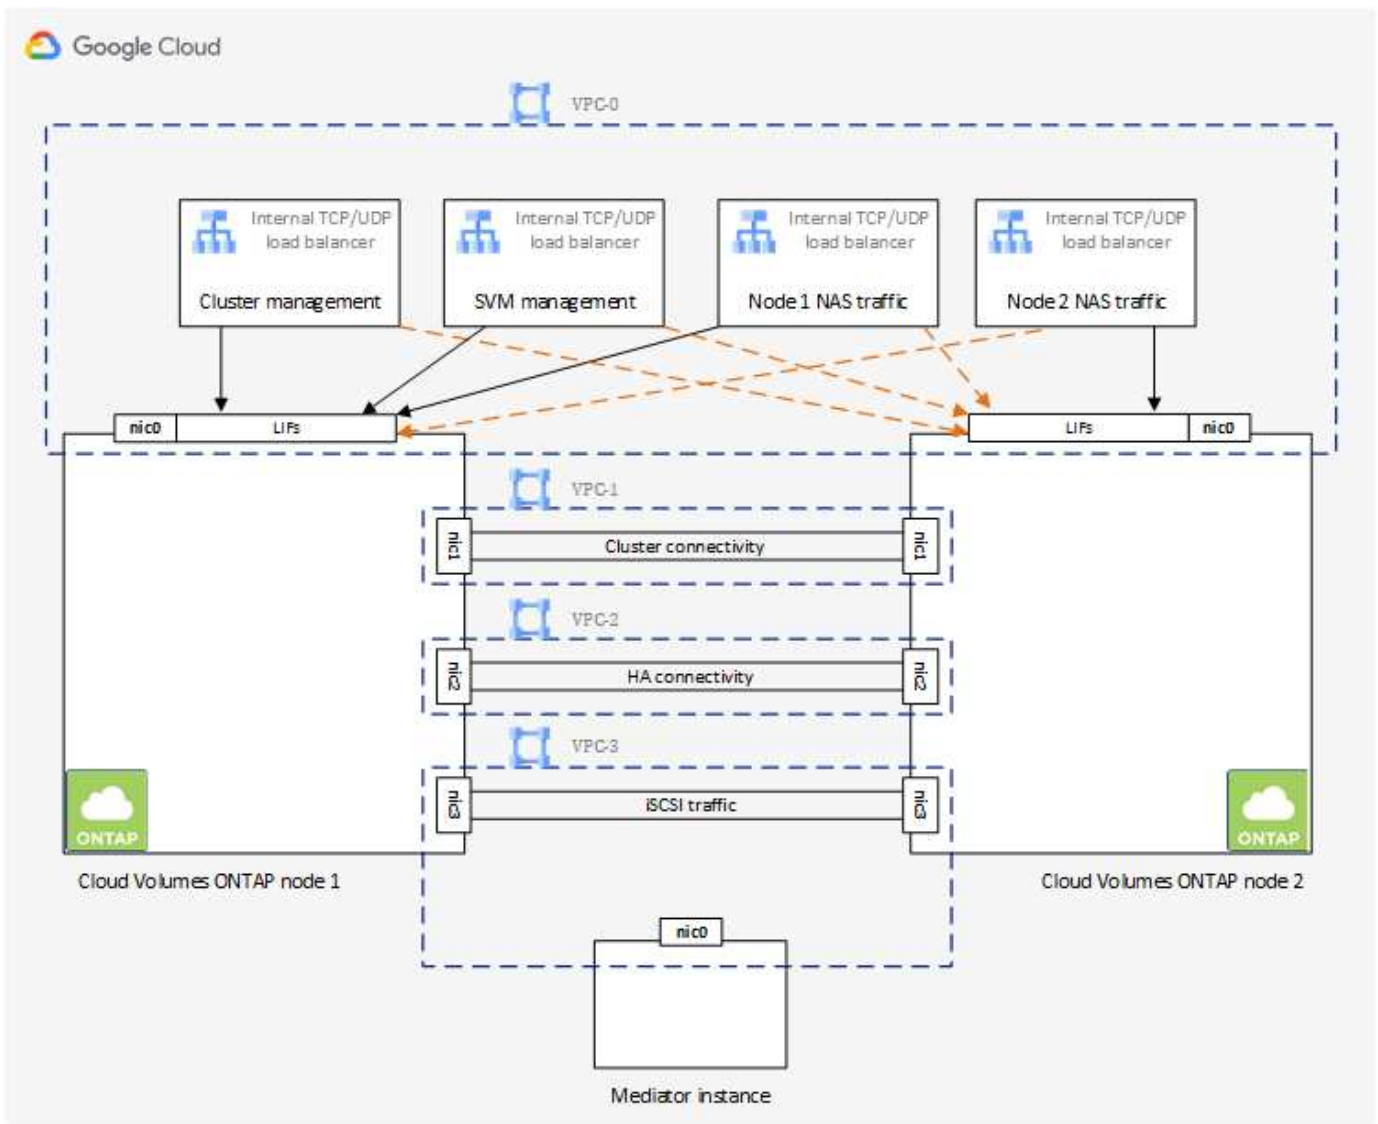 Google Cloud
VPC-0
Internal TCP/UDP
load balancer
Cluster management
Internal TCP/UDP
load balancer
SVM management
Internal TCP/UDP
load balancer
Node 1 NAS traffic
Internal TCP/UDP
load balancer
Node 2 NAS traffic
nic0
LIFs
LIFs
nic0
VPC-1
nic1
Cluster connectivity
nic1
VPC-2
nic2
HA connectivity
nic2
VPC-3
nic3
iSCSI traffic
nic3
ONTAP
ONTAP
Cloud Volumes ONTAP node 1
Cloud Volumes ONTAP node 2
nic0
Mediator instance